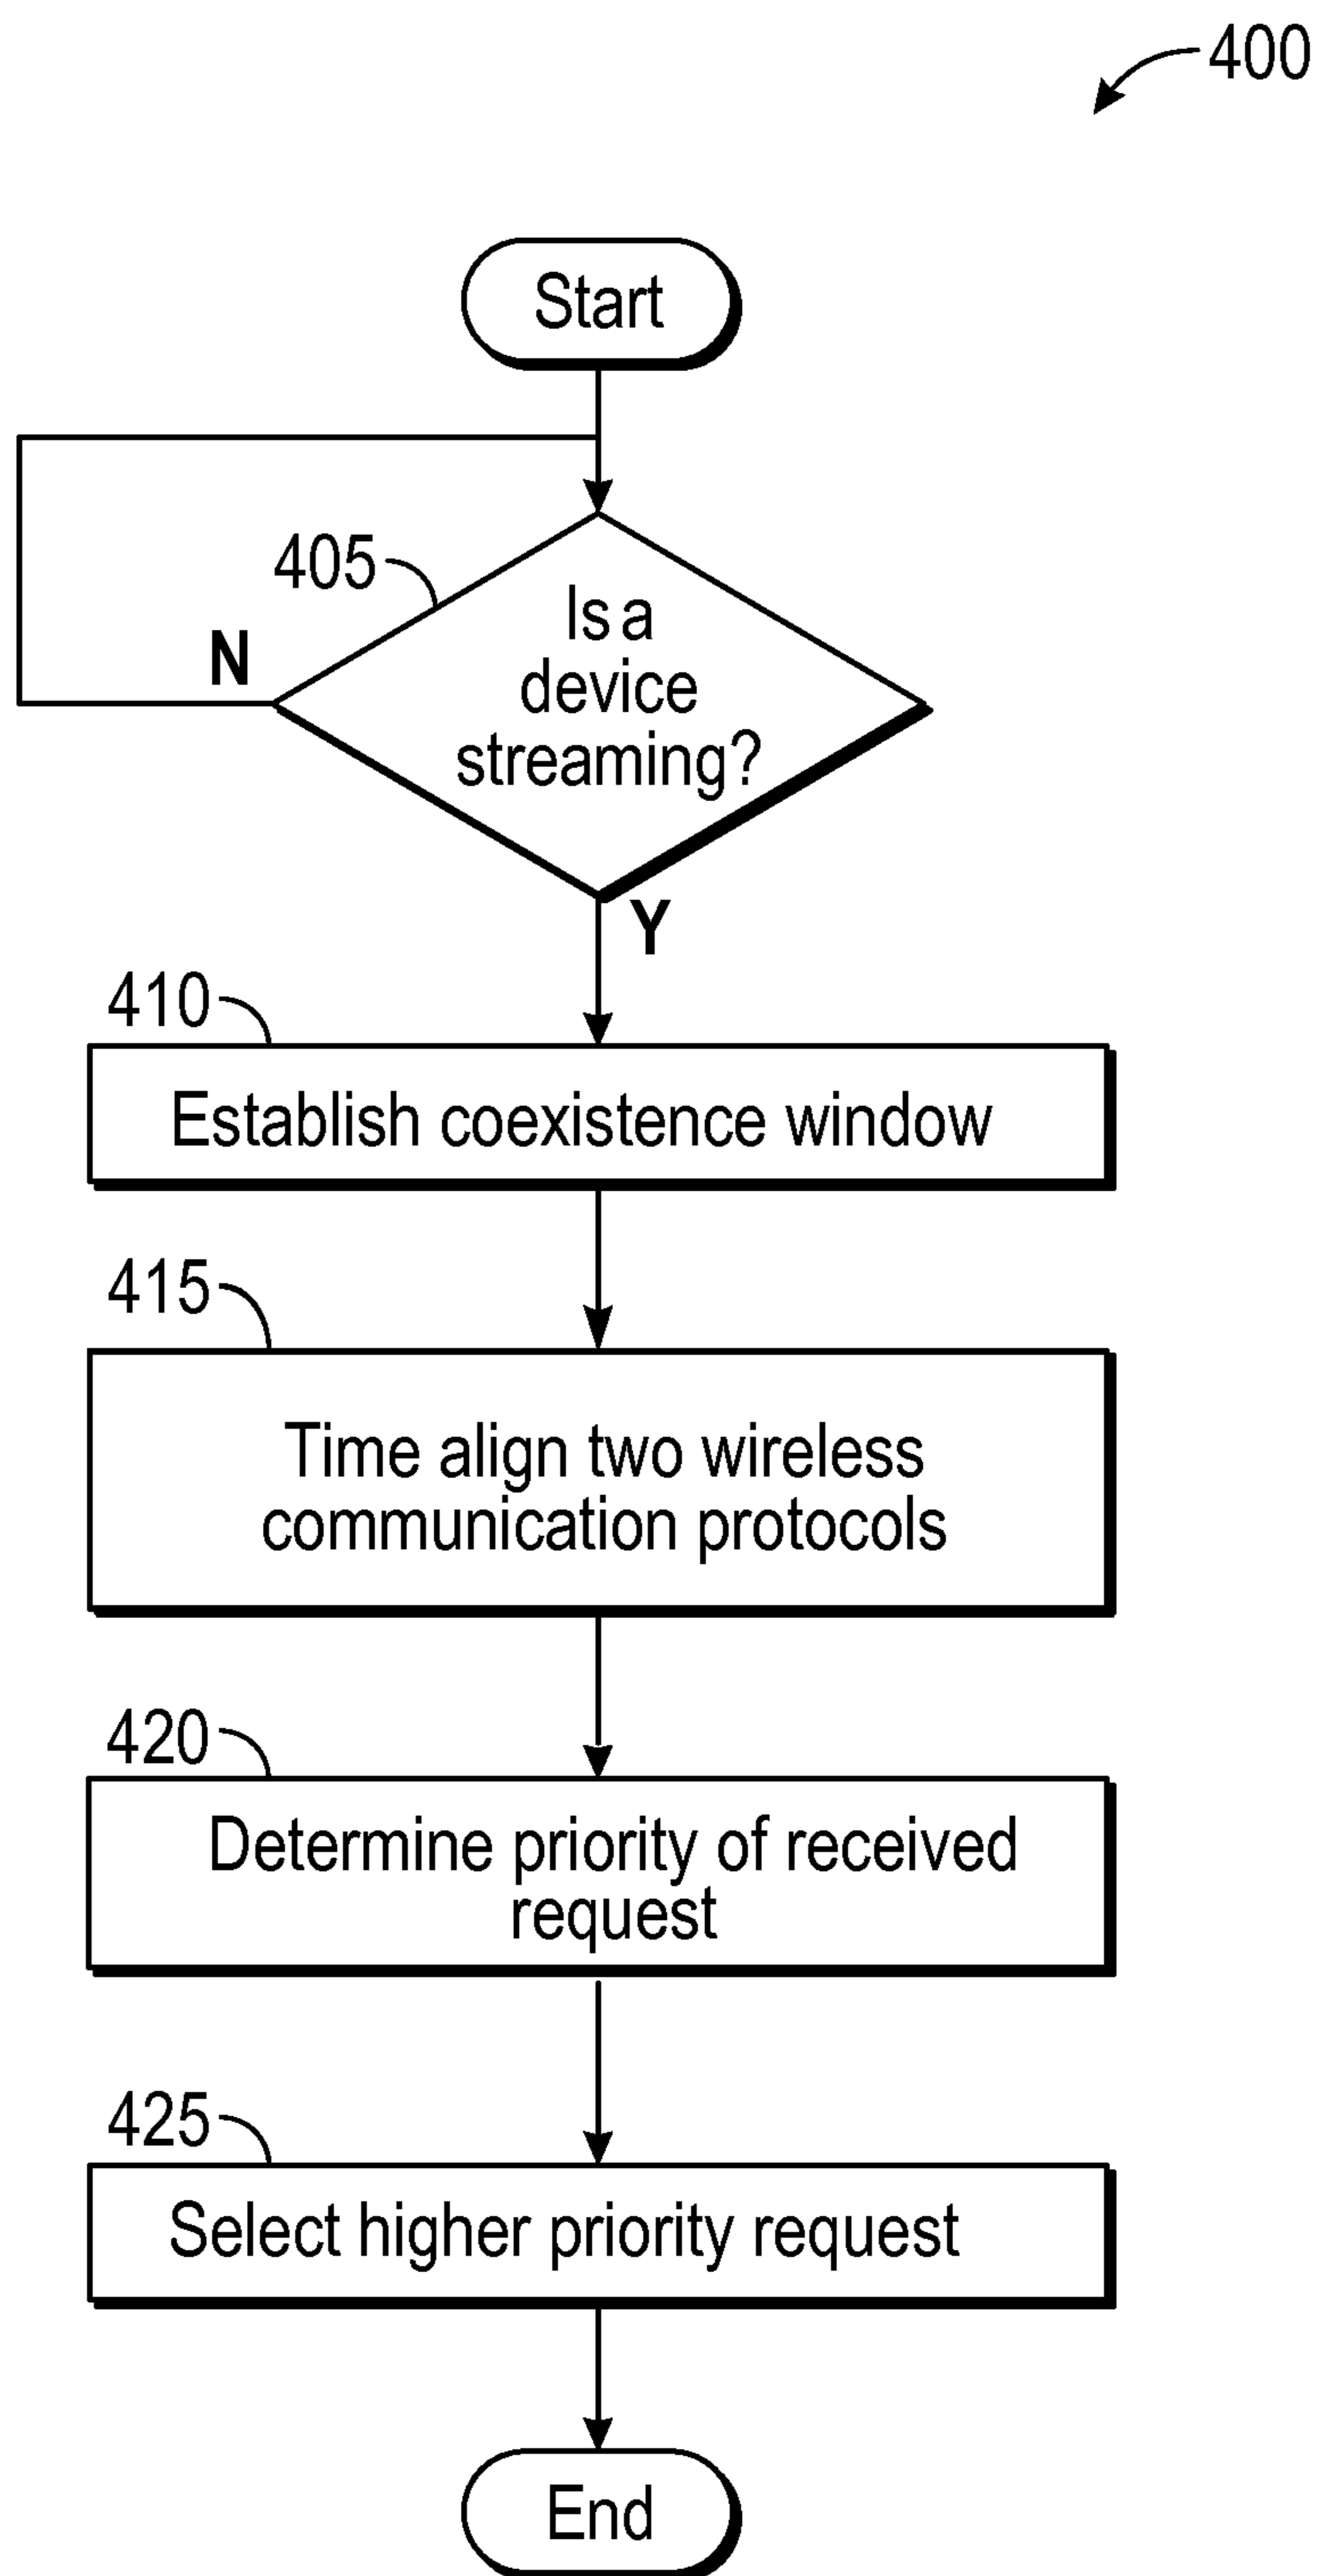 400
Start
405
N
Is a
device
streaming?
Y
410
Establish coexistence window
415
Time align two wireless
communication protocols
420
Determine priority of received
request
425
Select higher priority request
End